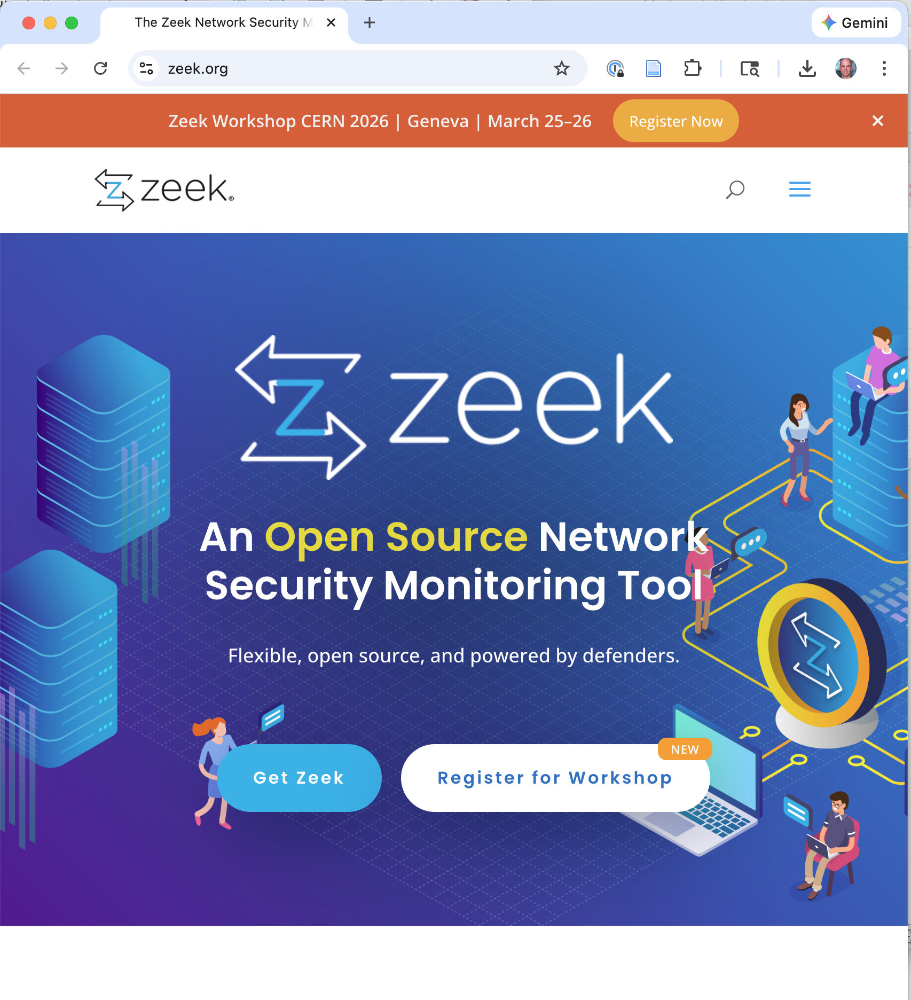 The Zeek Network Security M
Gemini
zeek.org
Zeek Workshop CERN 2026 | Geneva | March 25–26
Register Now
zeek®
zeek
An Open Source Network
Security Monitoring Tool
Flexible, open source, and powered by defenders.
NEW
Get Zeek
Register for Workshop